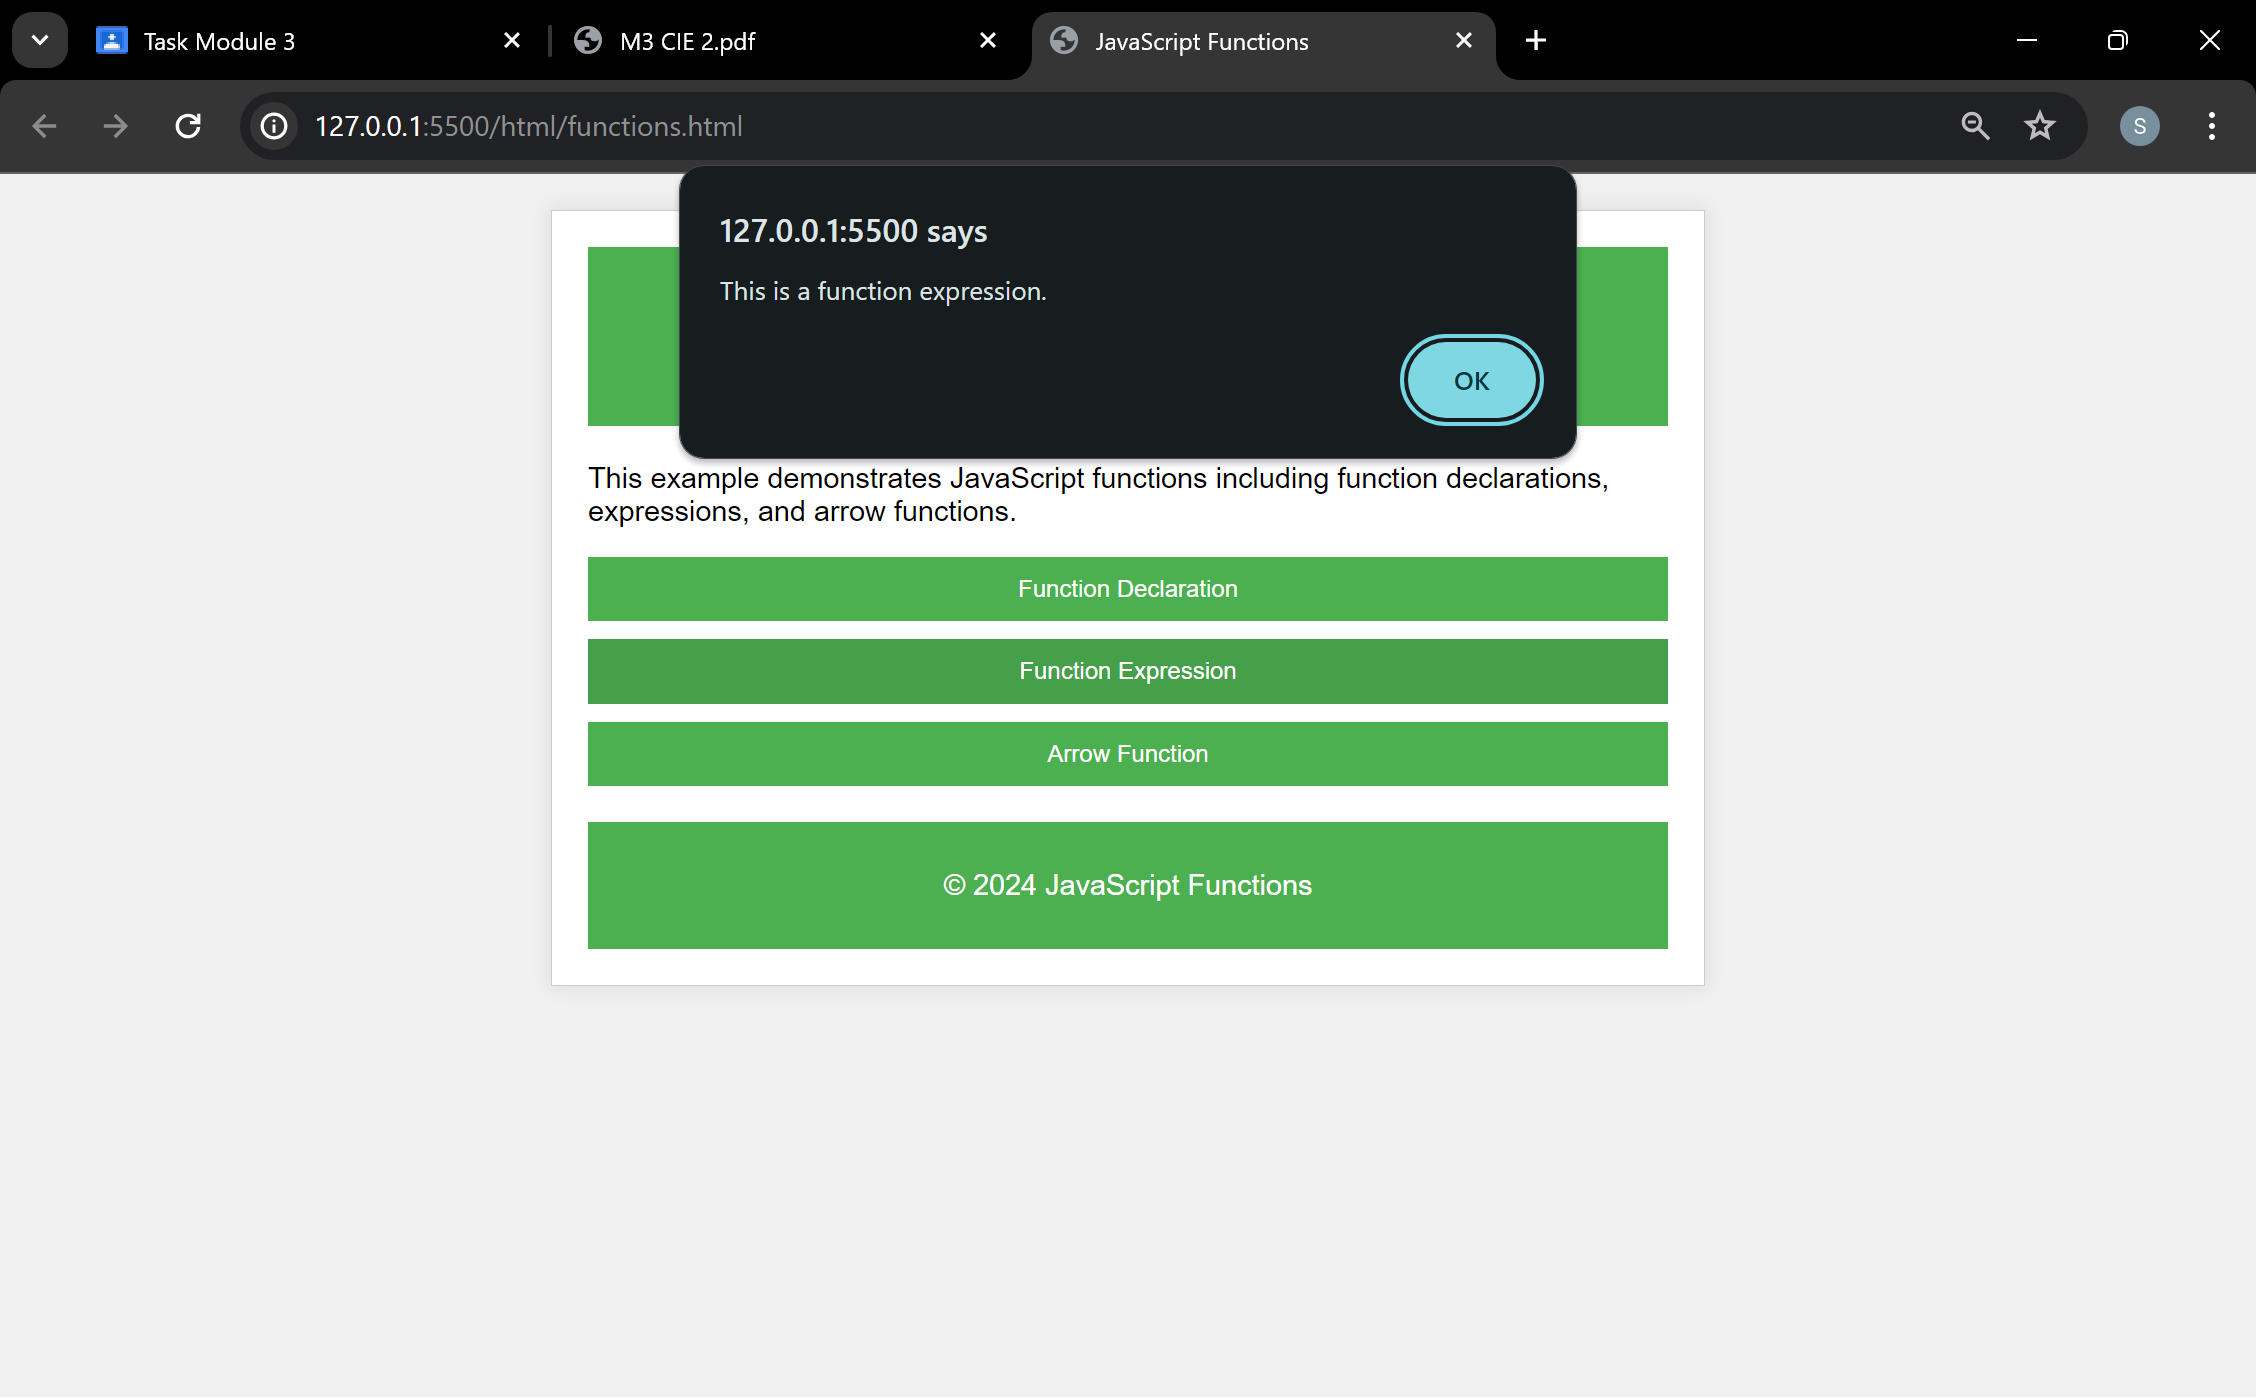 Task Module 3
M3 CIE 2.pdf
JavaScript Functions
127.0.0.1:5500/html/functions.html
S
127.0.0.1:5500 says
This is a function expression.
OK
This example demonstrates JavaScript functions including function declarations,
expressions, and arrow functions.
Function Declaration
Function Expression
Arrow Function
© 2024 JavaScript Functions